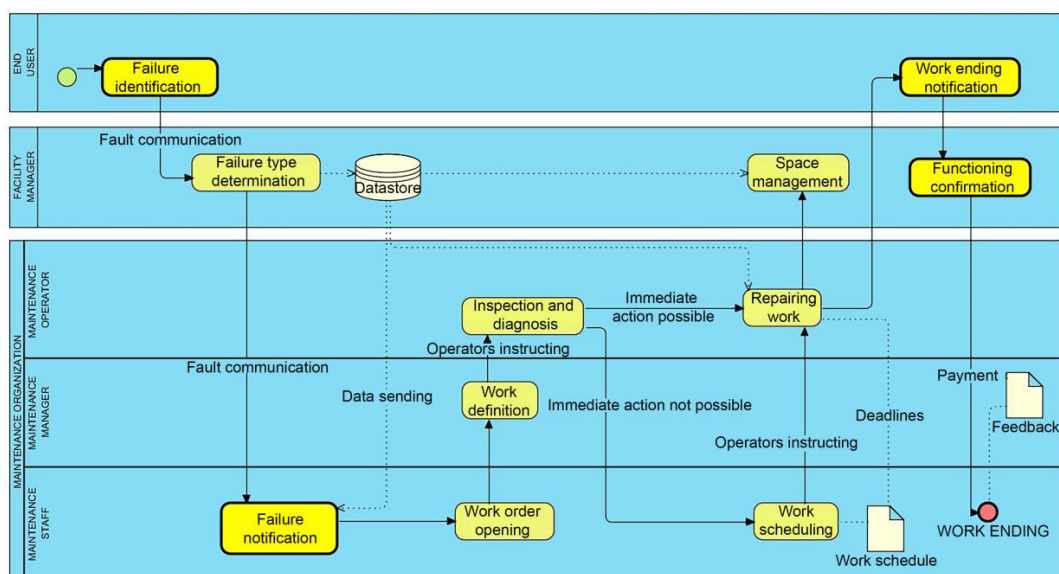 END
USER
Failure
identification
Work ending
notification
Fault communication
FACILITY
MANAGER
Failure type
determination
Datastore
Space
management
Functioning
confirmation
MAINTENANCE ORGANIZATION
MAINTENANCE
OPERATOR
Inspection and
diagnosis
Immediate
action possible
Repairing
work
Operators instructing
Fault communication
MAINTENANCE
MANAGER
Data sending
Work
definition
Immediate action not possible
Operators instructing
Deadlines
Payment
Feedback
MAINTENANCE
STAFF
Failure
notification
Work order
opening
Work
scheduling
Work schedule
WORK ENDING